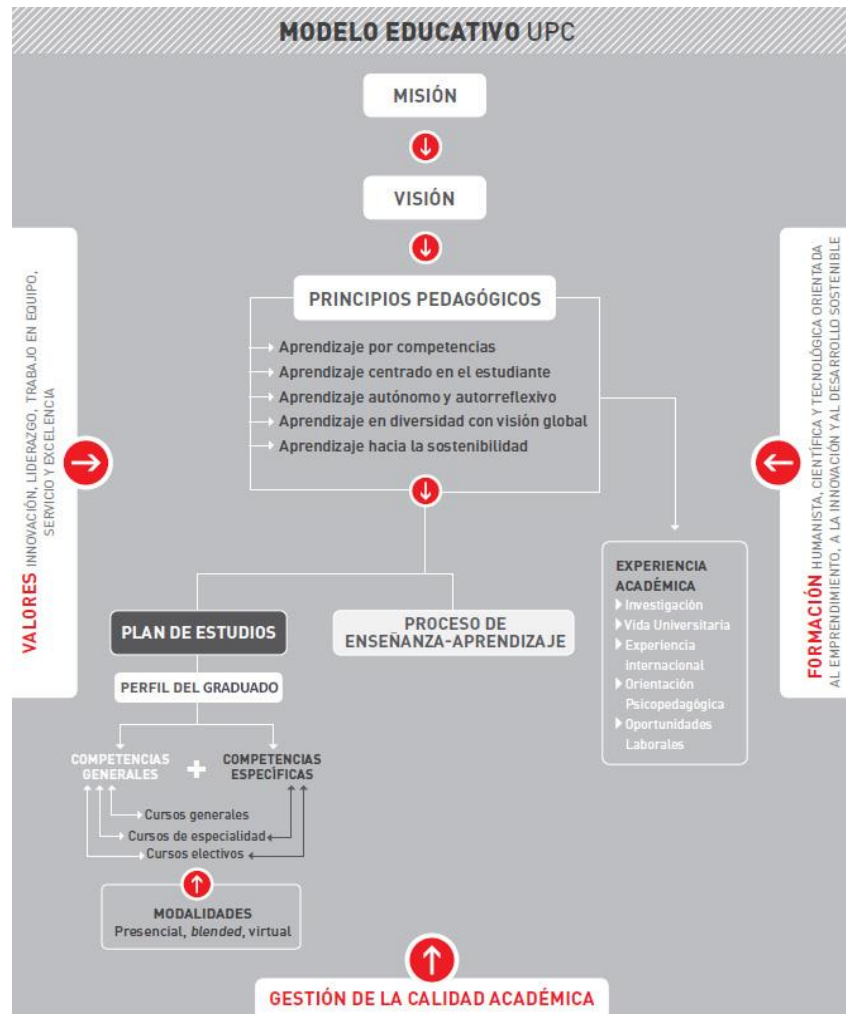 MODELO EDUCATIVO UPC
MISIÓN
VISIÓN
PRINCIPIOS PEDAGÓGICOS
Aprendizaje por competencias
Aprendizaje centrado en el estudiante
Aprendizaje autónomo y autorreflexivo
Aprendizaje en diversidad con visión global
Aprendizaje hacia la sostenibilidad
VALORES INNOVACIÓN, LIDERAZGO, TRABAJO EN EQUIPO,
SERVICIO Y EXCELENCIA
FORMACIÓN HUMANISTA, CIENTÍFICA Y TECNOLÓGICA ORIENTADA
AL EMPRENDIMIENTO, A LA INNOVACIÓN Y AL DESARROLLO SOSTENIBLE
PLAN DE ESTUDIOS
PROCESO DE
ENSEÑANZA-APRENDIZAJE
EXPERIENCIA
ACADÉMICA
Investigación
Vida Universitaria
Experiencia
internacional
Orientación
Psicopedagógica
Oportunidades
Laborales
PERFIL DEL GRADUADO
COMPETENCIAS
GENERALES
+
COMPETENCIAS
ESPECÍFICAS
Cursos generales
Cursos de especialidad
Cursos electivos
MODALIDADES
Presencial, blended, virtual
GESTIÓN DE LA CALIDAD ACADÉMICA